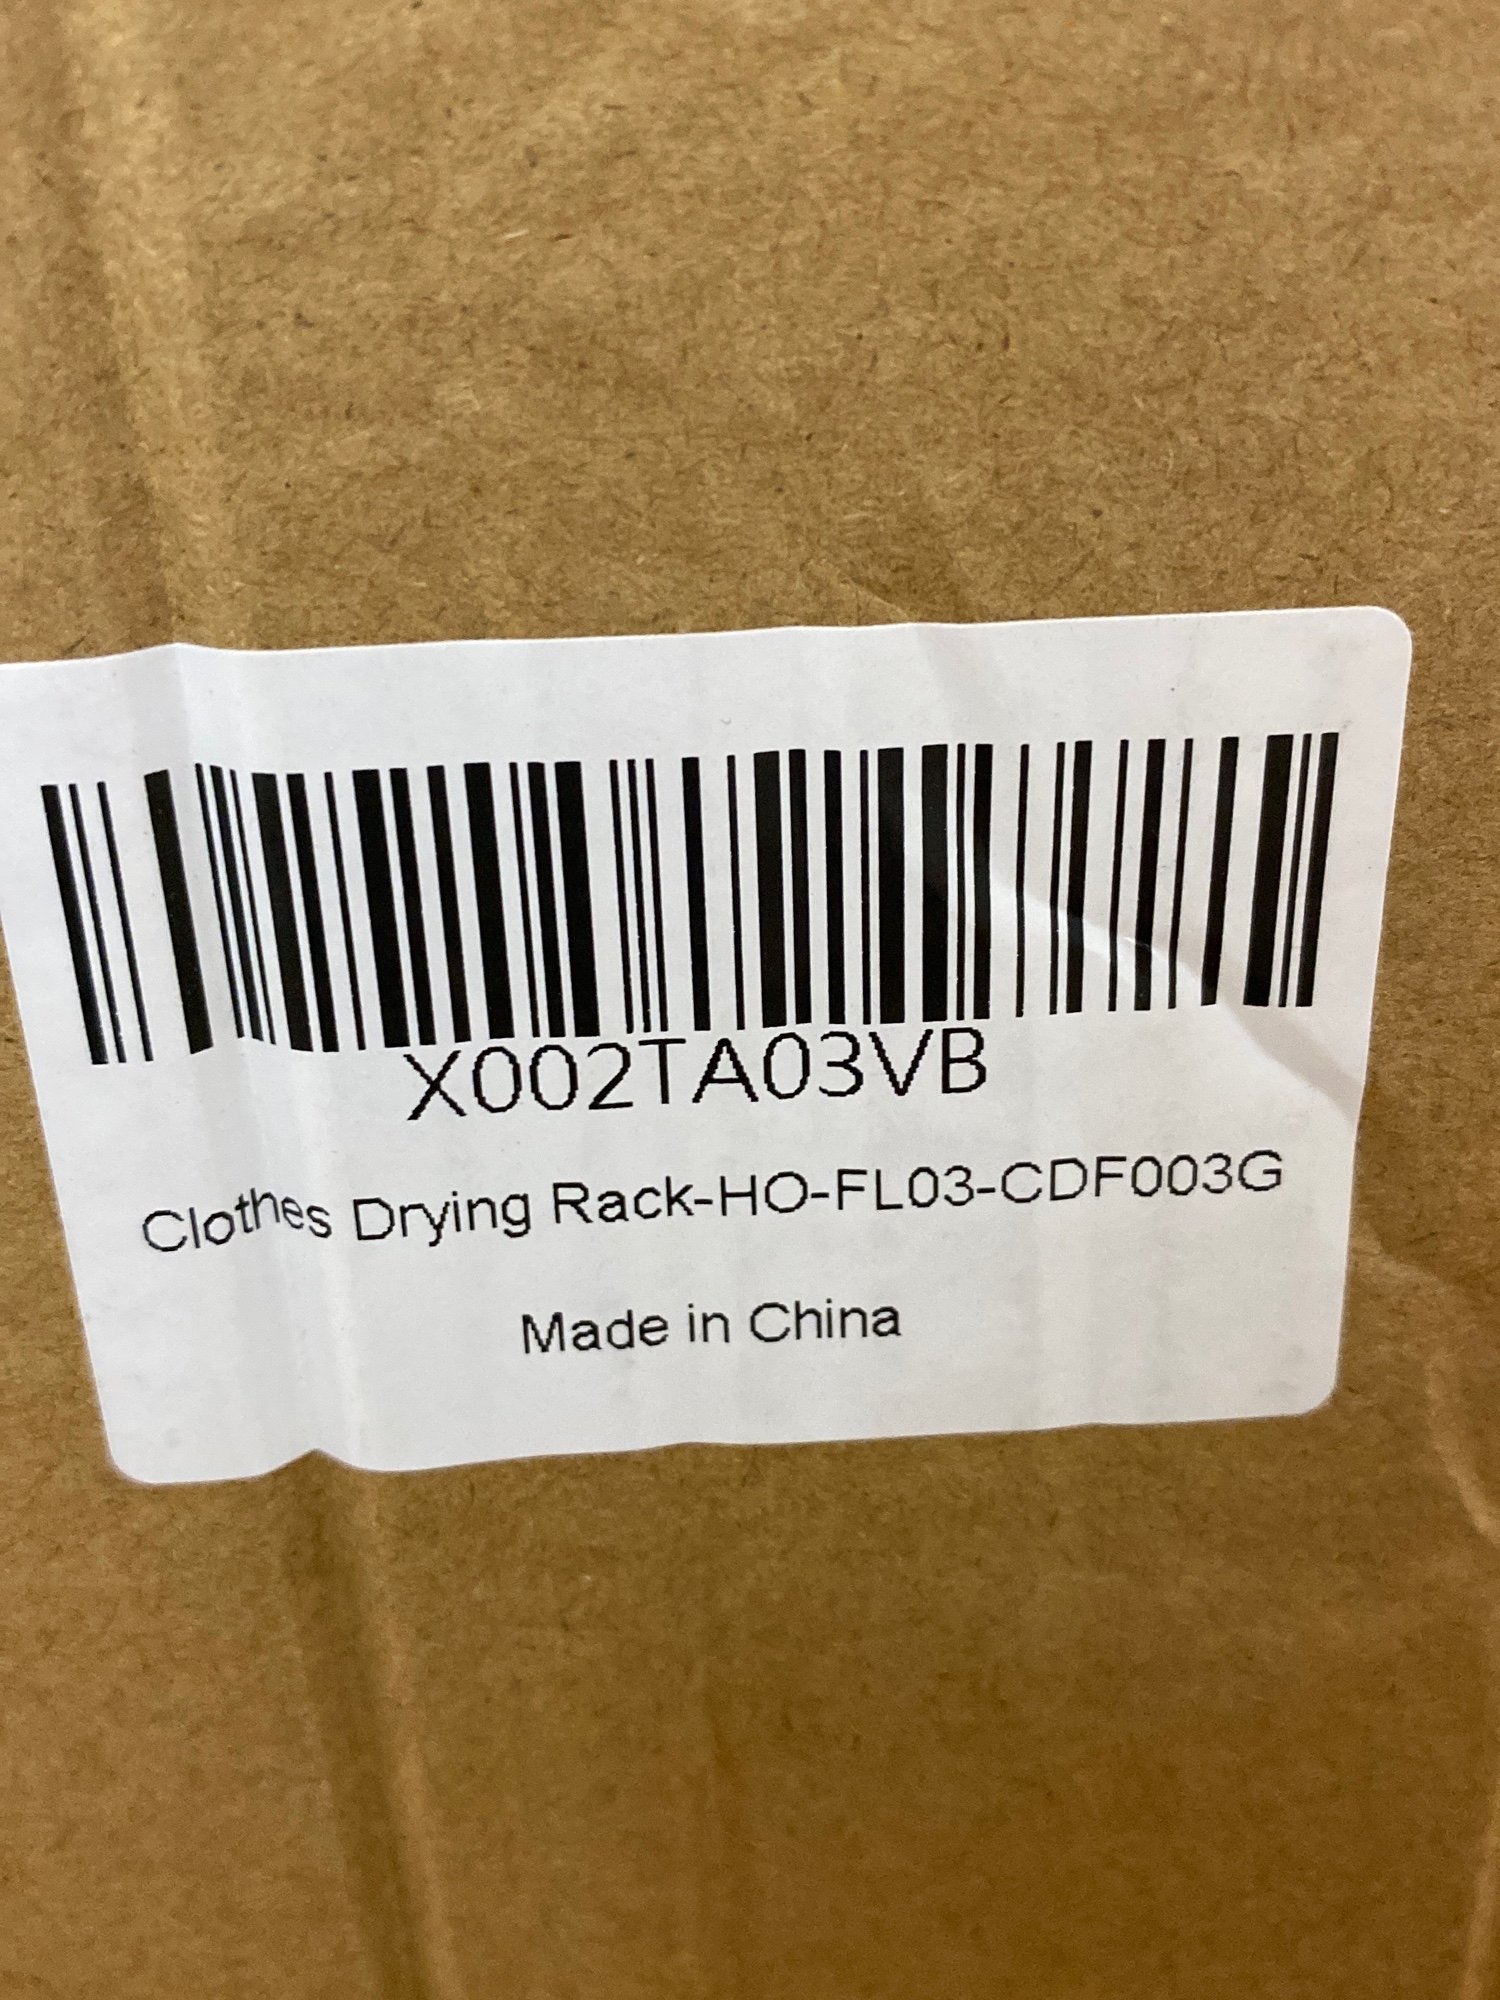 X002TA03VB
Clothes Drying Rack-HO-FL03-CDF003G
Made in China